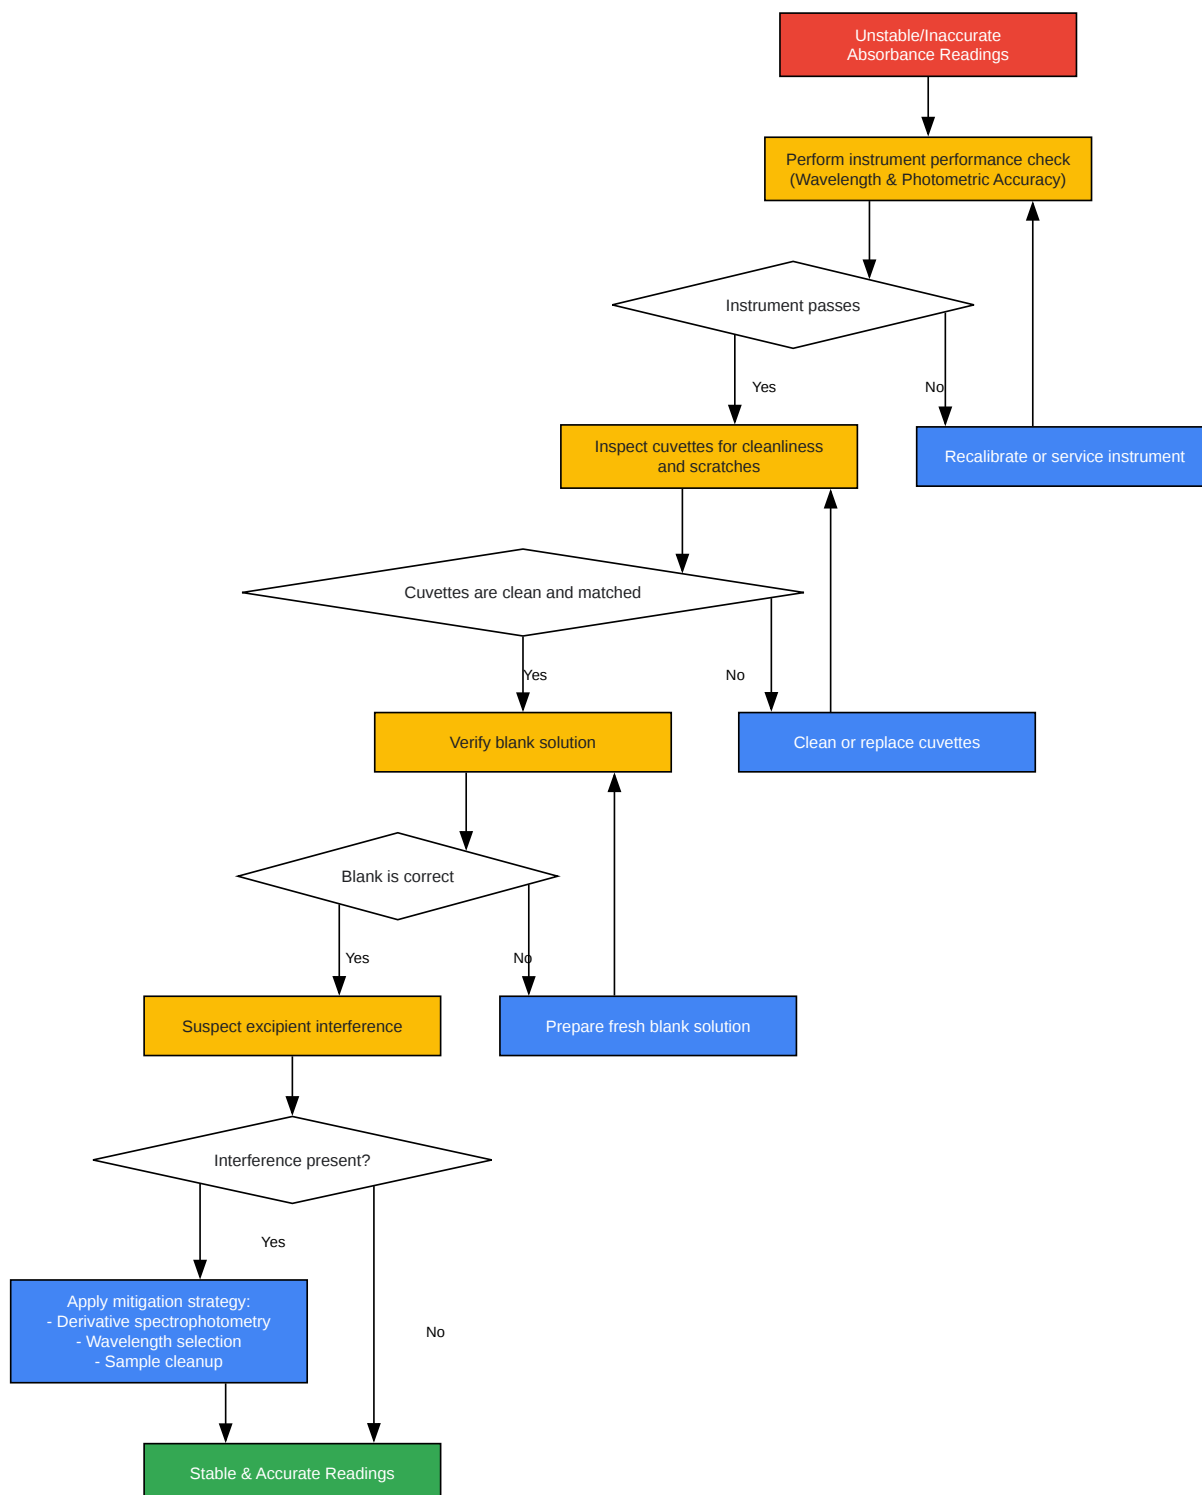 Unstable/Inaccurate
Absorbance Readings
Perform instrument performance check
(Wavelength & Photometric Accuracy)
Instrument passes
Yes
No
Inspect cuvettes for cleanliness
and scratches
Recalibrate or service instrument
Cuvettes are clean and matched
Yes
No
Verify blank solution
Clean or replace cuvettes
Blank is correct
Yes
No
Suspect excipient interference
Prepare fresh blank solution
Interference present?
Yes
Apply mitigation strategy:
- Derivative spectrophotometry
- Wavelength selection
- Sample cleanup
No
Stable & Accurate Readings